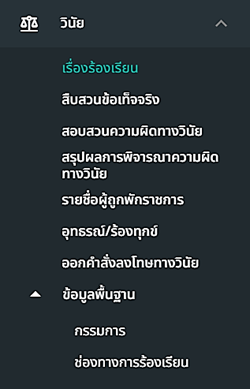 วินัย
เรื่องร้องเรียน
สืบสวนข้อเท็จจริง
สอบสวนความผิดทางวินัย
สรุปผลการพิจารณาความผิด
ทางวินัย
รายชื่อผู้ถูกพักราชการ
อุทธรณ์/ร้องทุกข์
ออกคำสั่งลงโทษทางวินัย
ข้อมูลพื้นฐาน
กรรมการ
ช่องทางการร้องเรียน